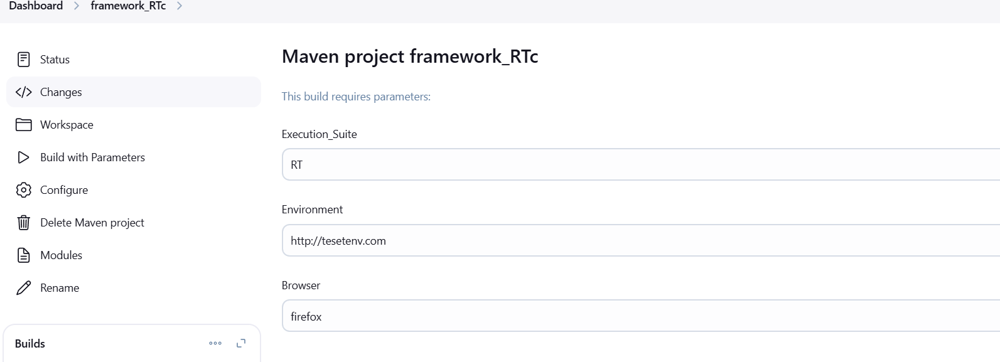 Dashboard > framework_RTc >
Status
Changes
Workspace
Build with Parameters
Configure
Delete Maven project
Modules
Rename
Builds
Maven project framework_RTc
This build requires parameters:
Execution_Suite
RT
Environment
http://tesetenv.com
Browser
firefox